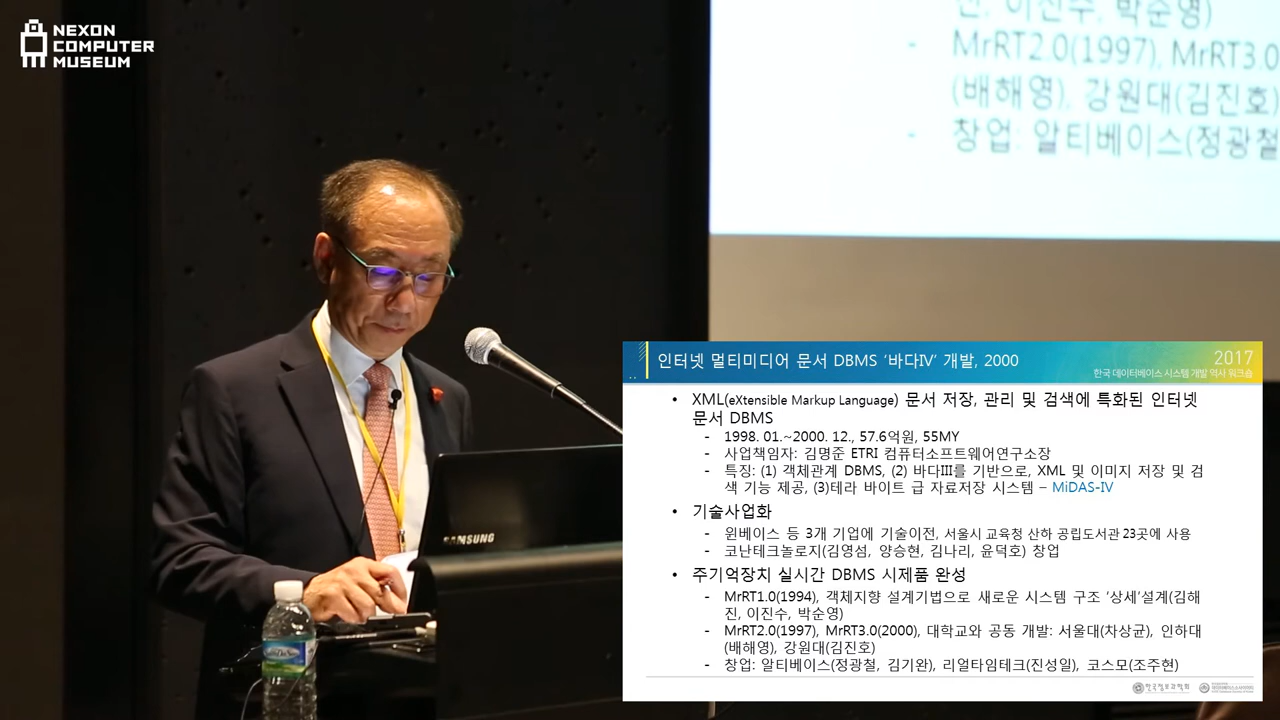 NEXON
COMPUTER
MUSEUM
진, 이진수, 박순영)
- MrRT2.0(1997), MrRT3.0
(배해영), 강원대(김진호)
- 창업: 알티베이스(정광철
SAMSUNG
인터넷 멀티미디어 문서 DBMS ‘바다IV’ 개발, 2000
2017
한국 데이터베이스 시스템 개발 역사 워크숍
• XML(eXtensible Markup Language) 문서 저장, 관리 및 검색에 특화된 인터넷
문서 DBMS
- 1998. 01.~2000. 12., 57.6억원, 55MY
- 사업책임자: 김명준 ETRI 컴퓨터소프트웨어연구소장
- 특징: (1) 객체관계 DBMS, (2) 바다III를 기반으로, XML 및 이미지 저장 및 검
색 기능 제공, (3)테라 바이트 급 자료저장 시스템 – MiDAS-IV
• 기술사업화
- 윈베이스 등 3개 기업에 기술이전, 서울시 교육청 산하 공립도서관 23곳에 사용
- 코난테크놀로지(김영섬, 양승현, 김나리, 윤덕호) 창업
• 주기억장치 실시간 DBMS 시제품 완성
- MrRT1.0(1994), 객체지향 설계기법으로 새로운 시스템 구조 ‘상세’설계(김해
진, 이진수, 박순영)
- MrRT2.0(1997), MrRT3.0(2000), 대학교와 공동 개발: 서울대(차상균), 인하대
(배해영), 강원대(김진호)
- 창업: 알티베이스(정광철, 김기완), 리얼타임테크(진성일), 코스모(조주현)
한국정보과학회